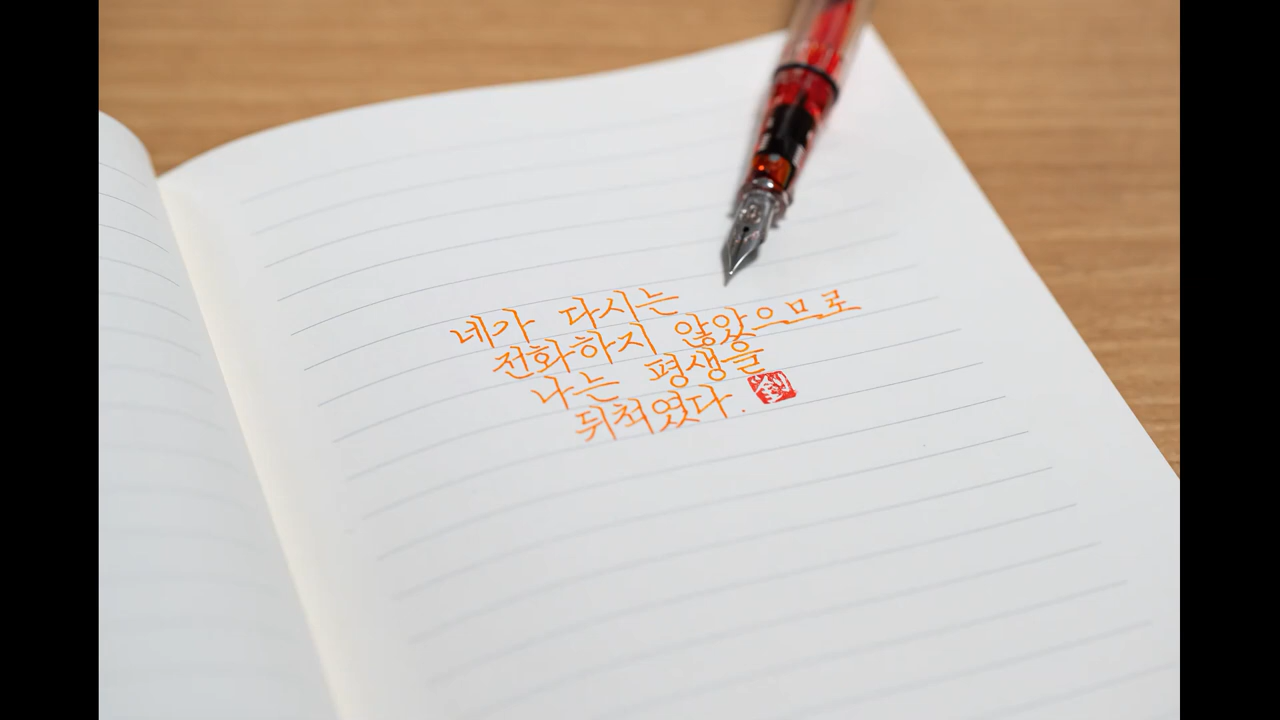 네가 다시는
전화하지 않았으므로
나는 평생을
뒤척였다.